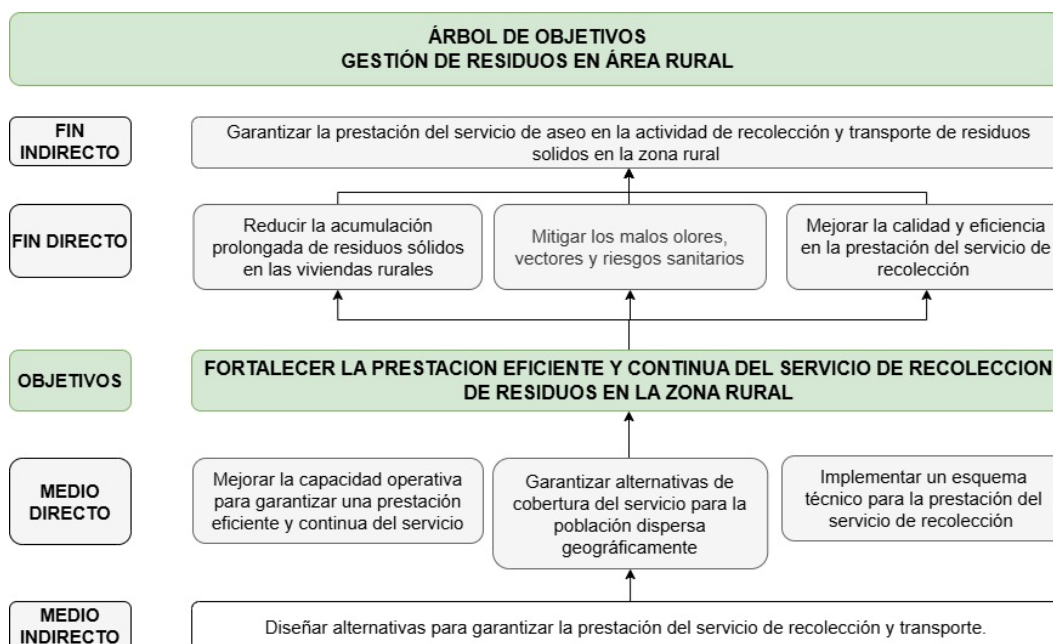 ÁRBOL DE OBJETIVOS
GESTIÓN DE RESIDUOS EN ÁREA RURAL
FIN
INDIRECTO
Garantizar la prestación del servicio de aseo en la actividad de recolección y transporte de residuos
solidos en la zona rural
FIN DIRECTO
Reducir la acumulación
prolongada de residuos sólidos
en las viviendas rurales
Mitigar los malos olores,
vectores y riesgos sanitarios
Mejorar la calidad y eficiencia
en la prestación del servicio de
recolección
OBJETIVOS
FORTALECER LA PRESTACION EFICIENTE Y CONTINUA DEL SERVICIO DE RECOLECCION
DE RESIDUOS EN LA ZONA RURAL
MEDIO
DIRECTO
Mejorar la capacidad operativa
para garantizar una prestación
eficiente y continua del servicio
Garantizar alternativas de
cobertura del servicio para la
población dispersa
geográficamente
Implementar un esquema
técnico para la prestación del
servicio de recolección
MEDIO
INDIRECTO
Diseñar alternativas para garantizar la prestación del servicio de recolección y transporte.